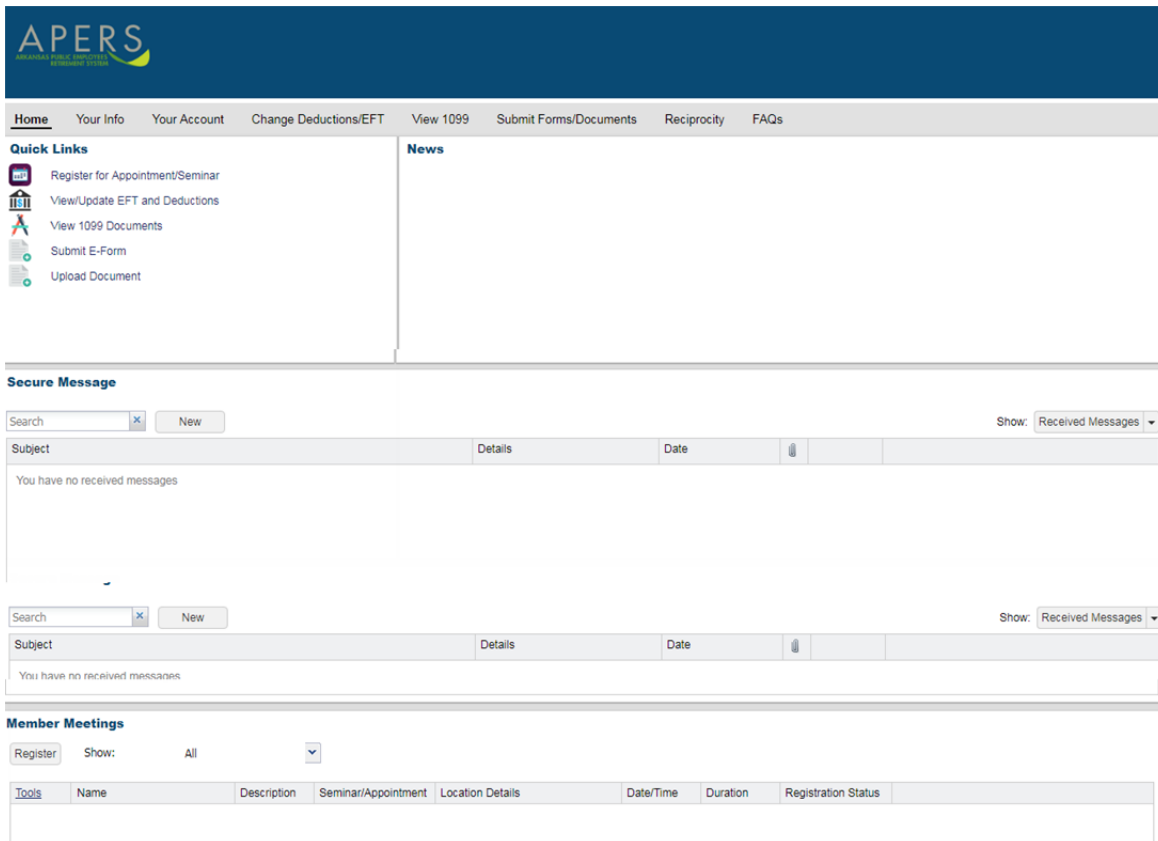 APERS
ARKANSAS PUBLIC EMPLOYEES
RETIREMENT SYSTEM
Home Your Info Your Account Change Deductions/EFT View 1099 Submit Forms/Documents Reciprocity FAQs
Quick Links
Register for Appointment/Seminar
View/Update EFT and Deductions
View 1099 Documents
Submit E-Form
Upload Document
News
Secure Message
Search New Show: Received Messages
Subject Details Date
You have no received messages
Search New Show: Received Messages
Subject Details Date
You have no received messages
Member Meetings
Register Show: All
Tools Name Description Seminar/Appointment Location Details Date/Time Duration Registration Status